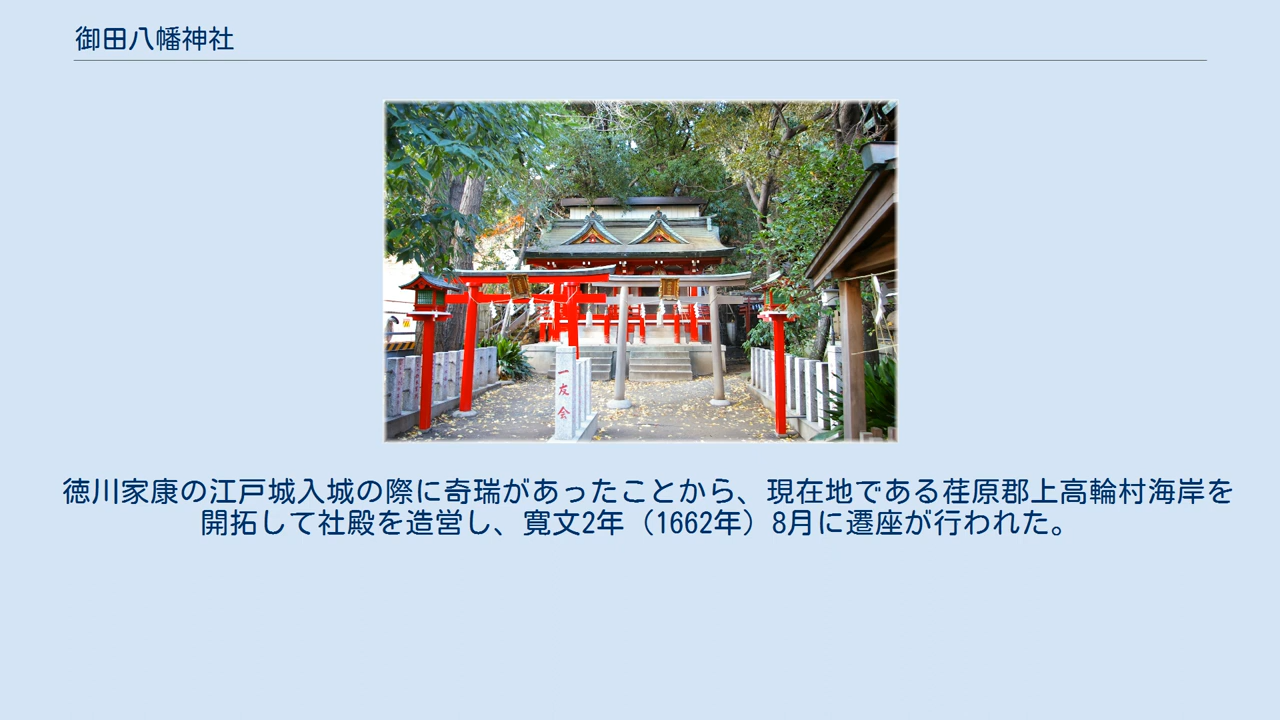 御田八幡神社
一友会
徳川家康の江戸城入城の際に奇瑞があったことから、現在地である荏原郡上高輪村海岸を
開拓して社殿を造営し、寛文2年（1662年）8月に遷座が行われた。